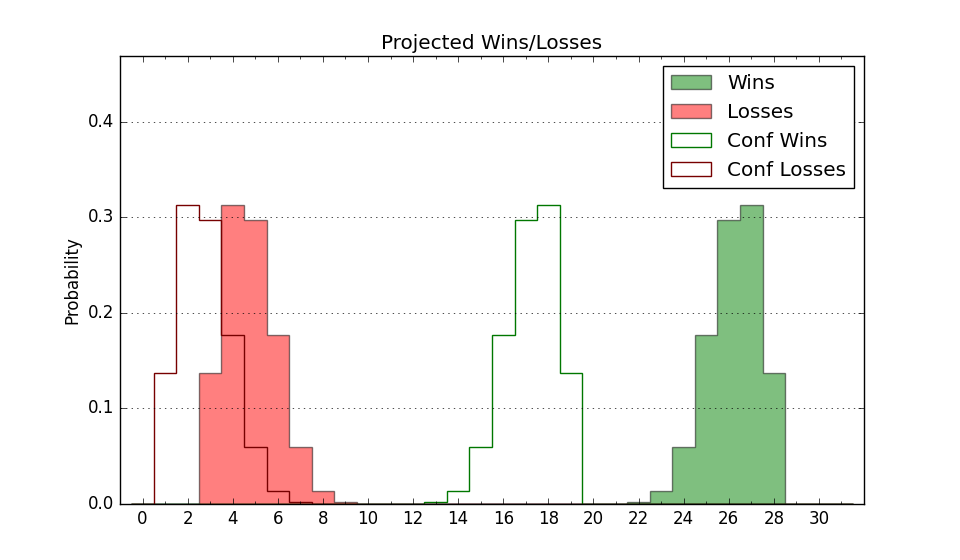 Projected Wins/Losses
Wins
Losses
Conf Wins
Conf Losses
Probability
0.4
0.3
0.2
0.1
0.0
0 2 4 6 8 10 12 14 16 18 20 22 24 26 28 30